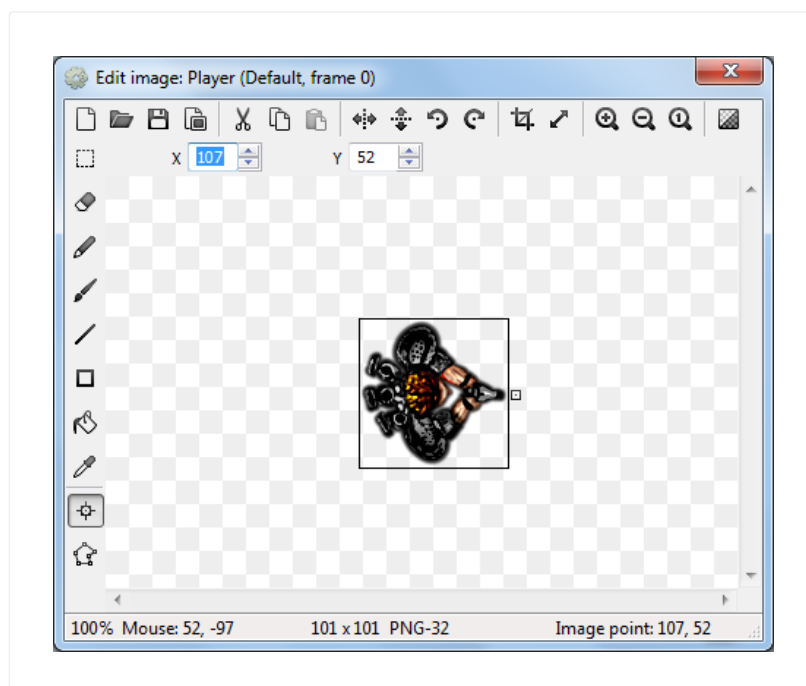 Edit image: Player (Default, frame 0)
X 107 Y 52
100% Mouse: 52, -97 101 x 101 PNG-32 Image point: 107, 52